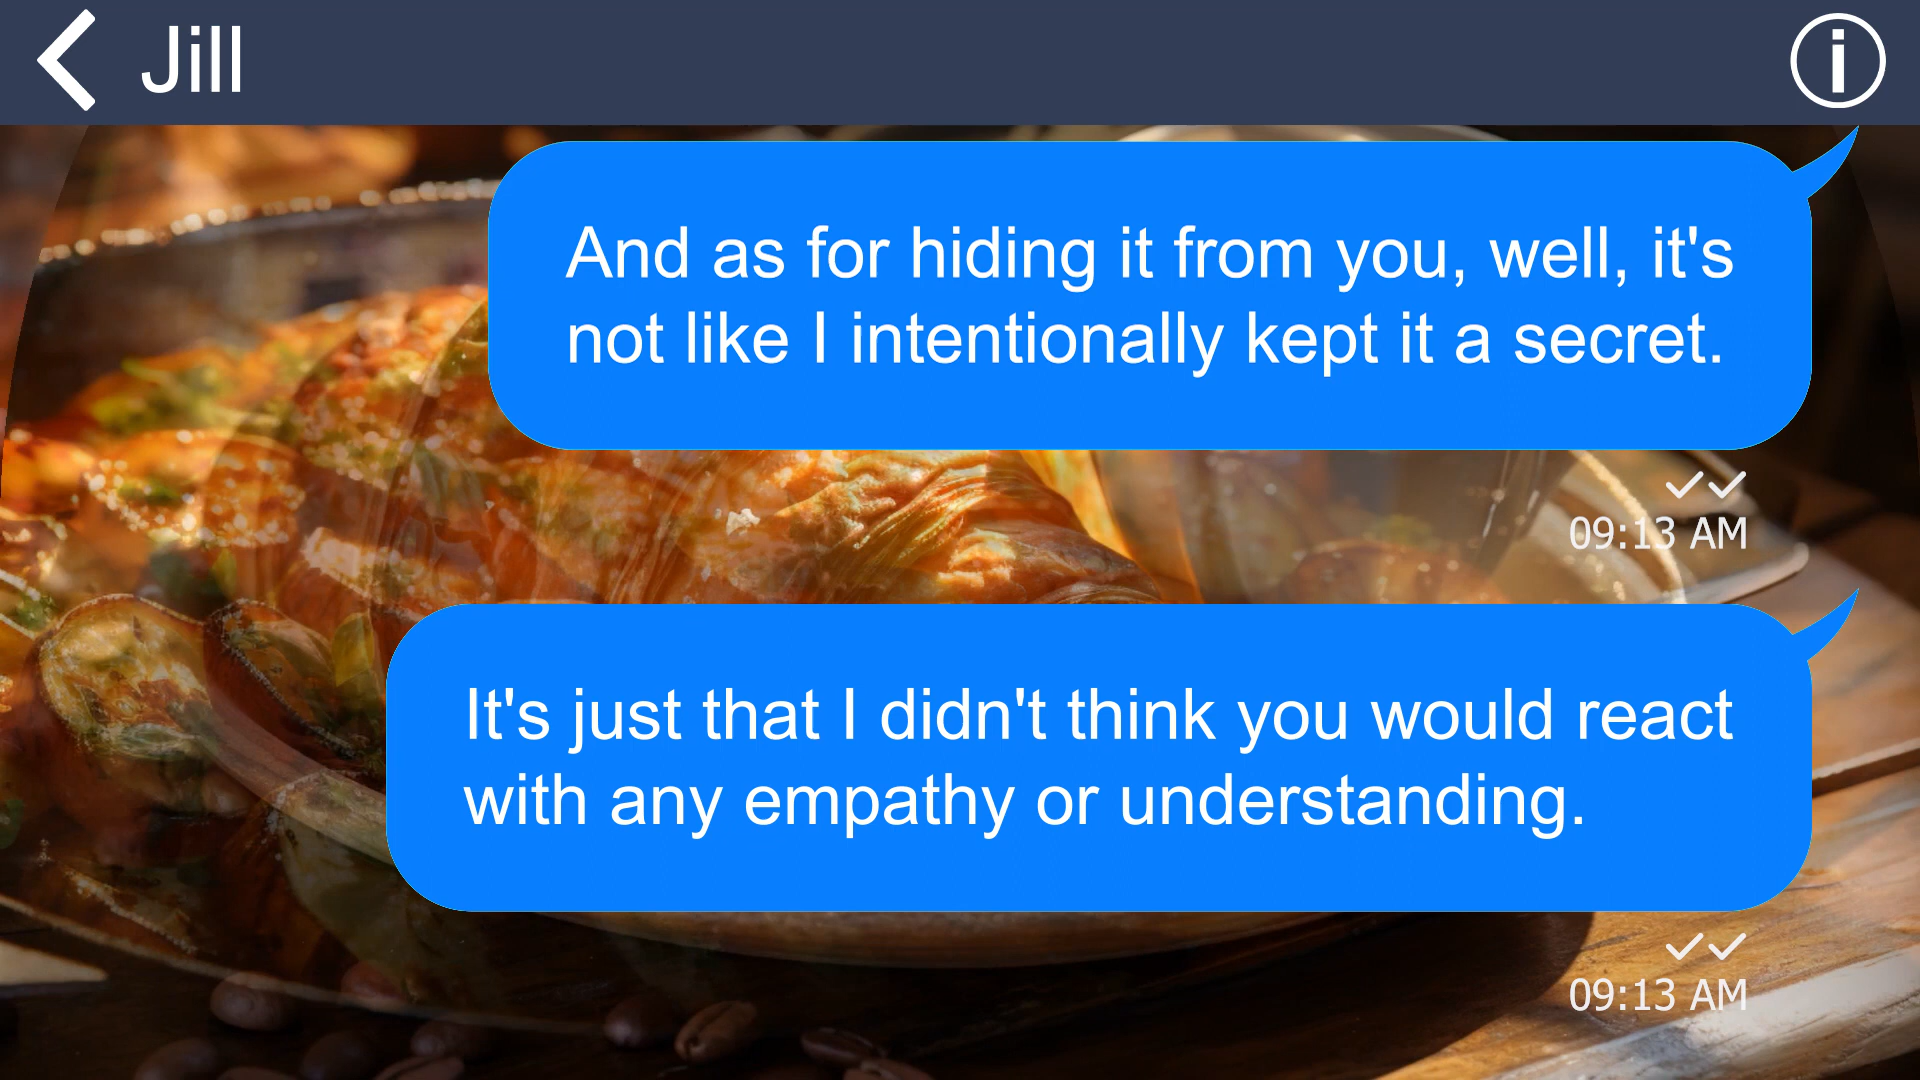 Jill
And as for hiding it from you, well, it's
not like I intentionally kept it a secret.
09:13 AM
It's just that I didn't think you would react
with any empathy or understanding.
09:13 AM